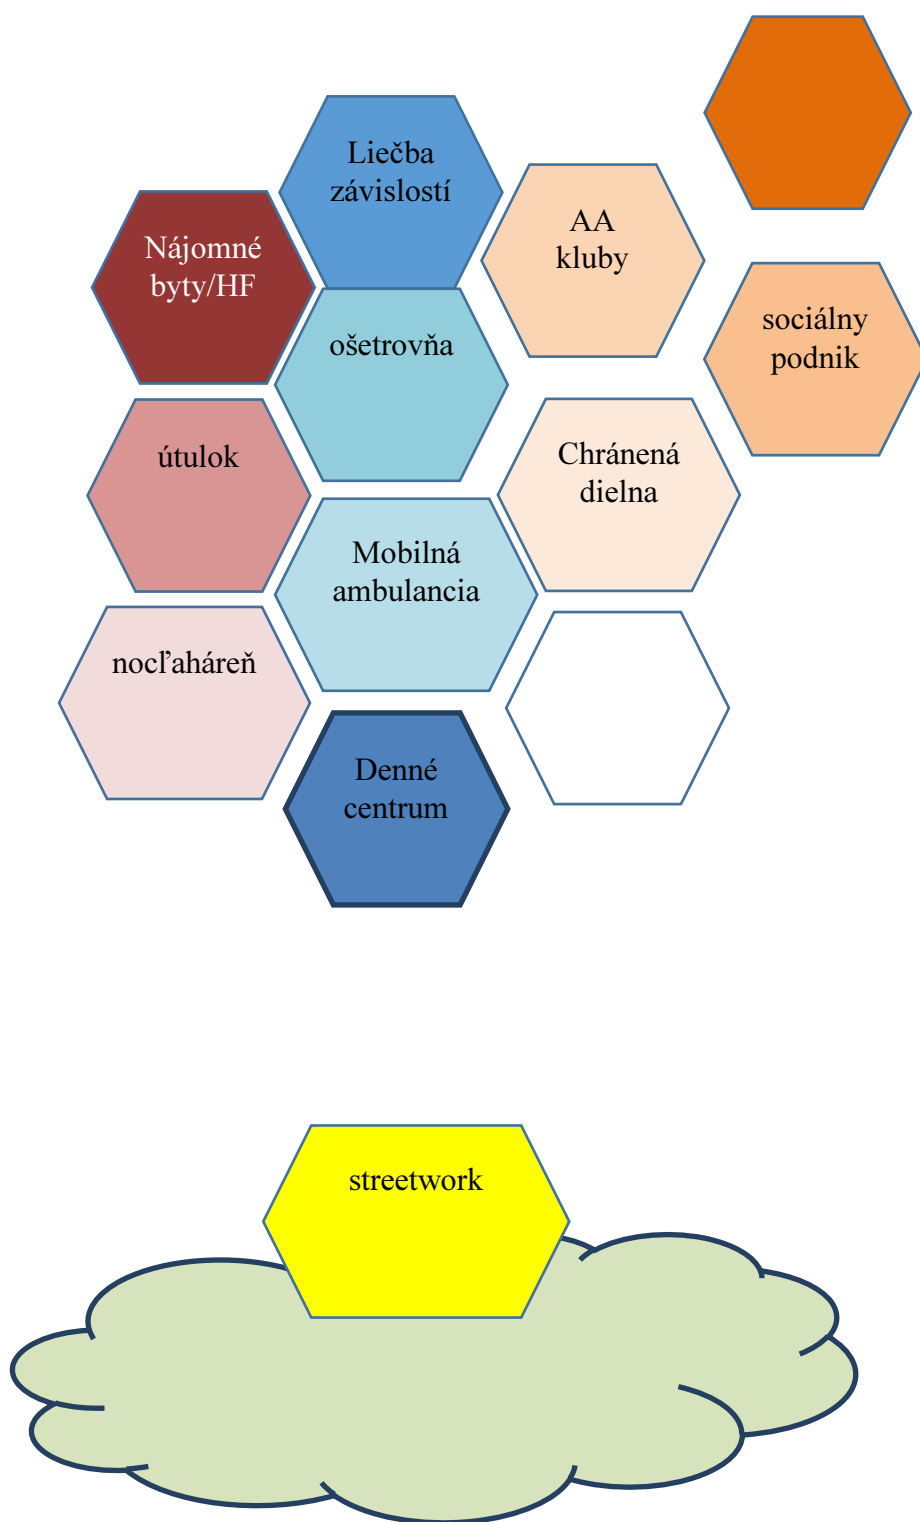 Liečba
závislostí
AA
kluby
Nájomné
byty/HF
sociálny
podnik
ošetrovňa
útulok
Chránená
dielna
Mobilná
ambulancia
nocľaháreň
Denné
centrum
streetwork